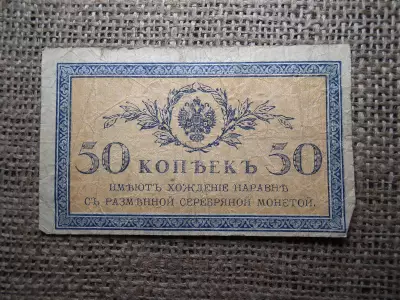 50 КОПѢЕКЪ 50
ИМѢЮТЪ ХОЖДЕНІЕ НАРАВНѢ
СЪ РАЗМѢННОЙ СЕРЕБРЯНОЙ МОНЕТОЙ.